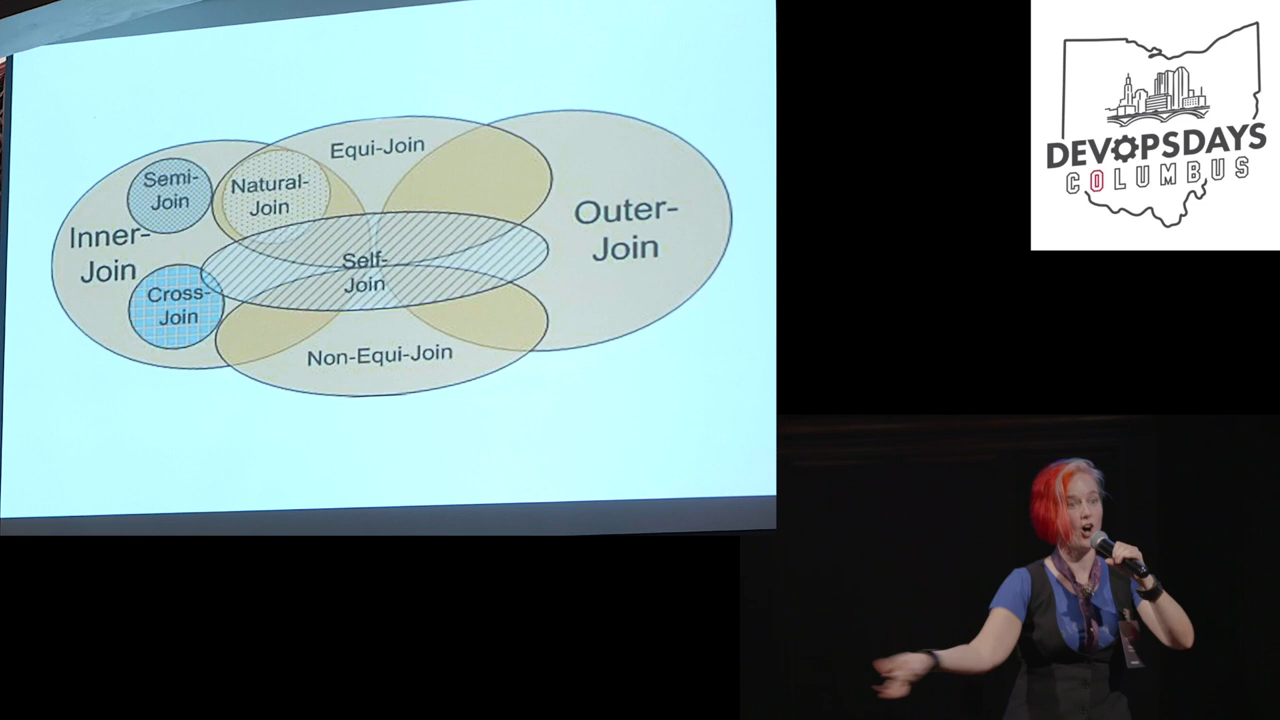 Equi-Join
Semi-
Join
Natural-
Join
Inner-
Join
Outer-
Join
Self-
Join
Cross-
Join
Non-Equi-Join
DEVOPSDAYS
COLUMBUS